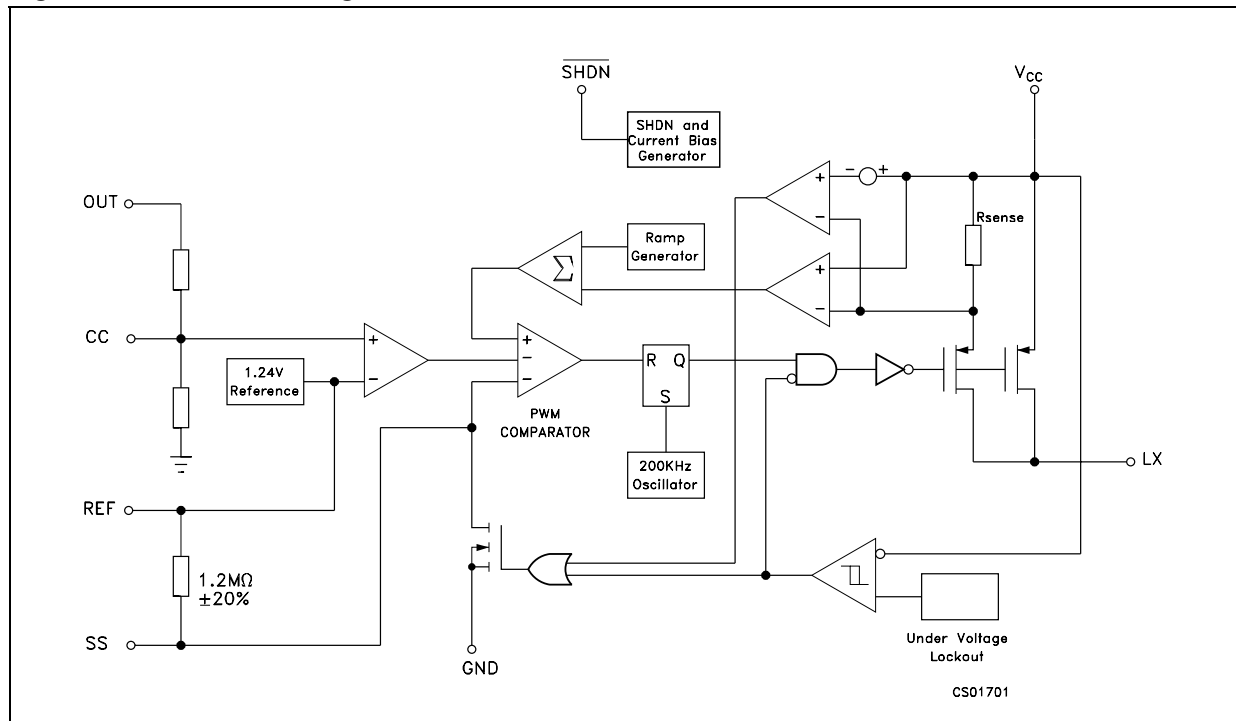 SHDN
VCC
SHDN and
Current Bias
Generator
- +
+
-
Rsense
OUT
Ramp
Generator
Σ
+
-
CC
+
-
1.24V
Reference
+
-
-
R Q
S
PWM
COMPARATOR
200KHz
Oscillator
LX
REF
1.2MΩ
±20%
SS
GND
Under Voltage
Lockout
CS01701